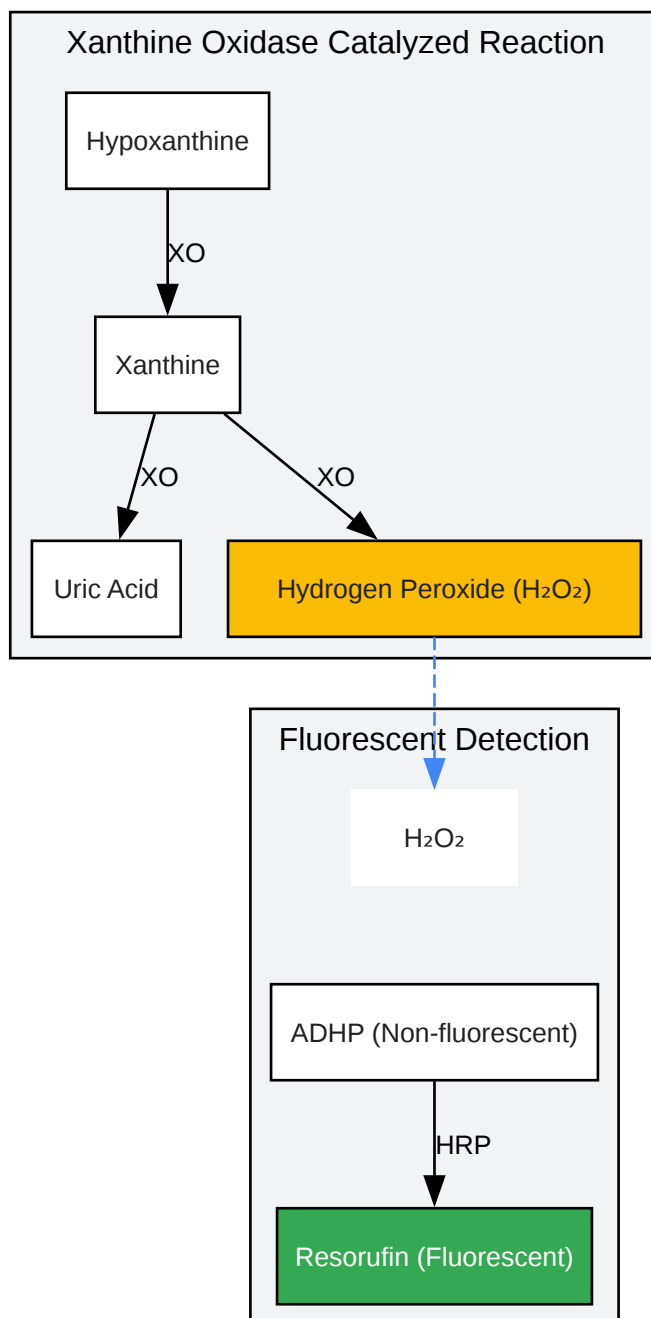 Xanthine Oxidase Catalyzed Reaction
Hypoxanthine
XO
Xanthine
XO
XO
Uric Acid
Hydrogen Peroxide (H₂O₂)
Fluorescent Detection
H₂O₂
ADHP (Non-fluorescent)
HRP
Resorufin (Fluorescent)